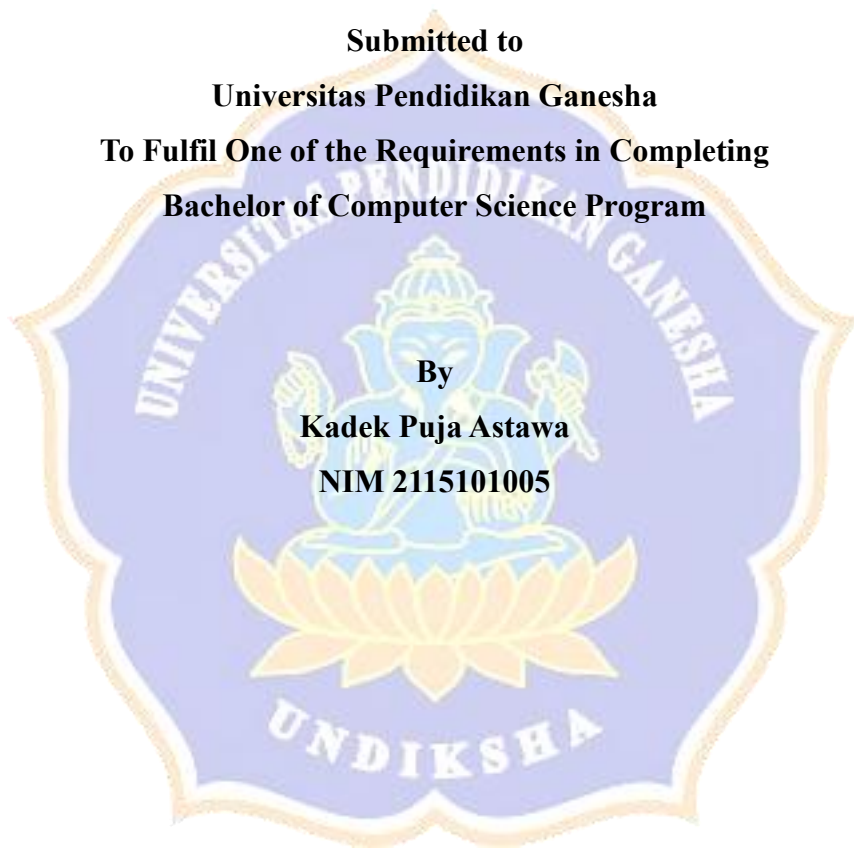 Submitted to
Universitas Pendidikan Ganesha
To Fulfil One of the Requirements in Completing
Bachelor of Computer Science Program
UNIVERSITAS PENDIDIKAN GANESHA
By
Kadek Puja Astawa
NIM 2115101005
UNDIKSHA